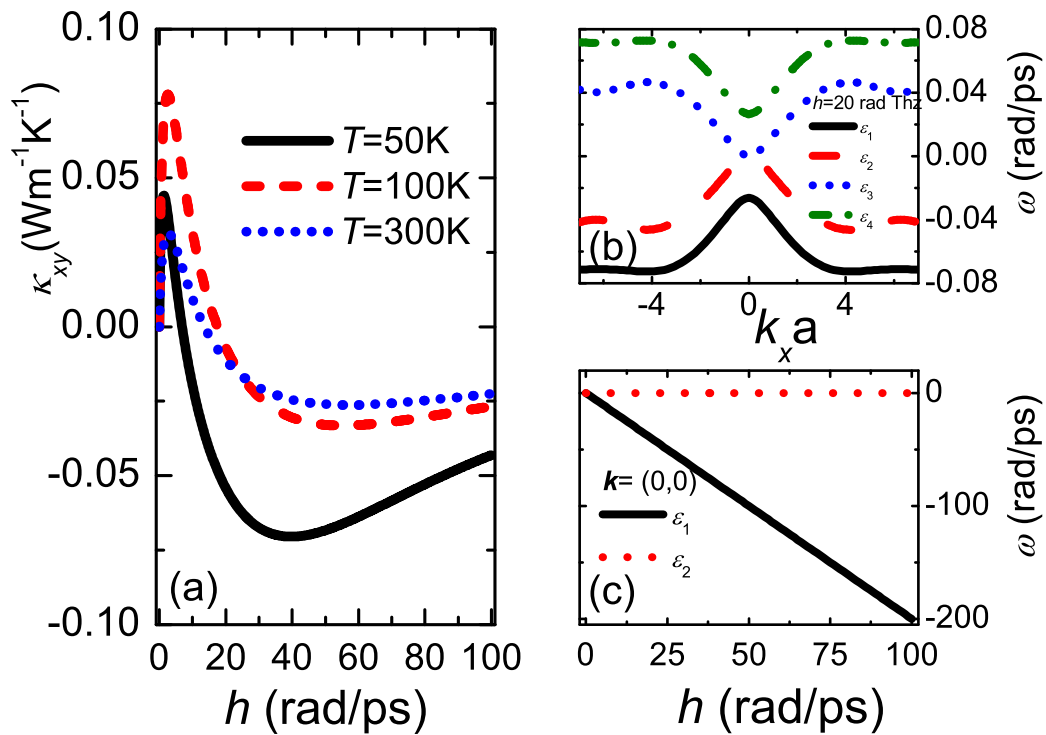 0.10
0.05
0.00
-0.05
-0.10
κxy(Wm⁻¹K⁻¹)
T=50K
T=100K
T=300K
(a)
0 20 40 60 80 100
h (rad/ps)
0.08
0.04
0.00
-0.04
-0.08
ω (rad/ps)
h=20 rad Thz
ε1
ε2
ε3
ε4
(b)
-4 0 4
kxa
0
-100
-200
ω (rad/ps)
k= (0,0)
ε1
ε2
(c)
0 25 50 75 100
h (rad/ps)